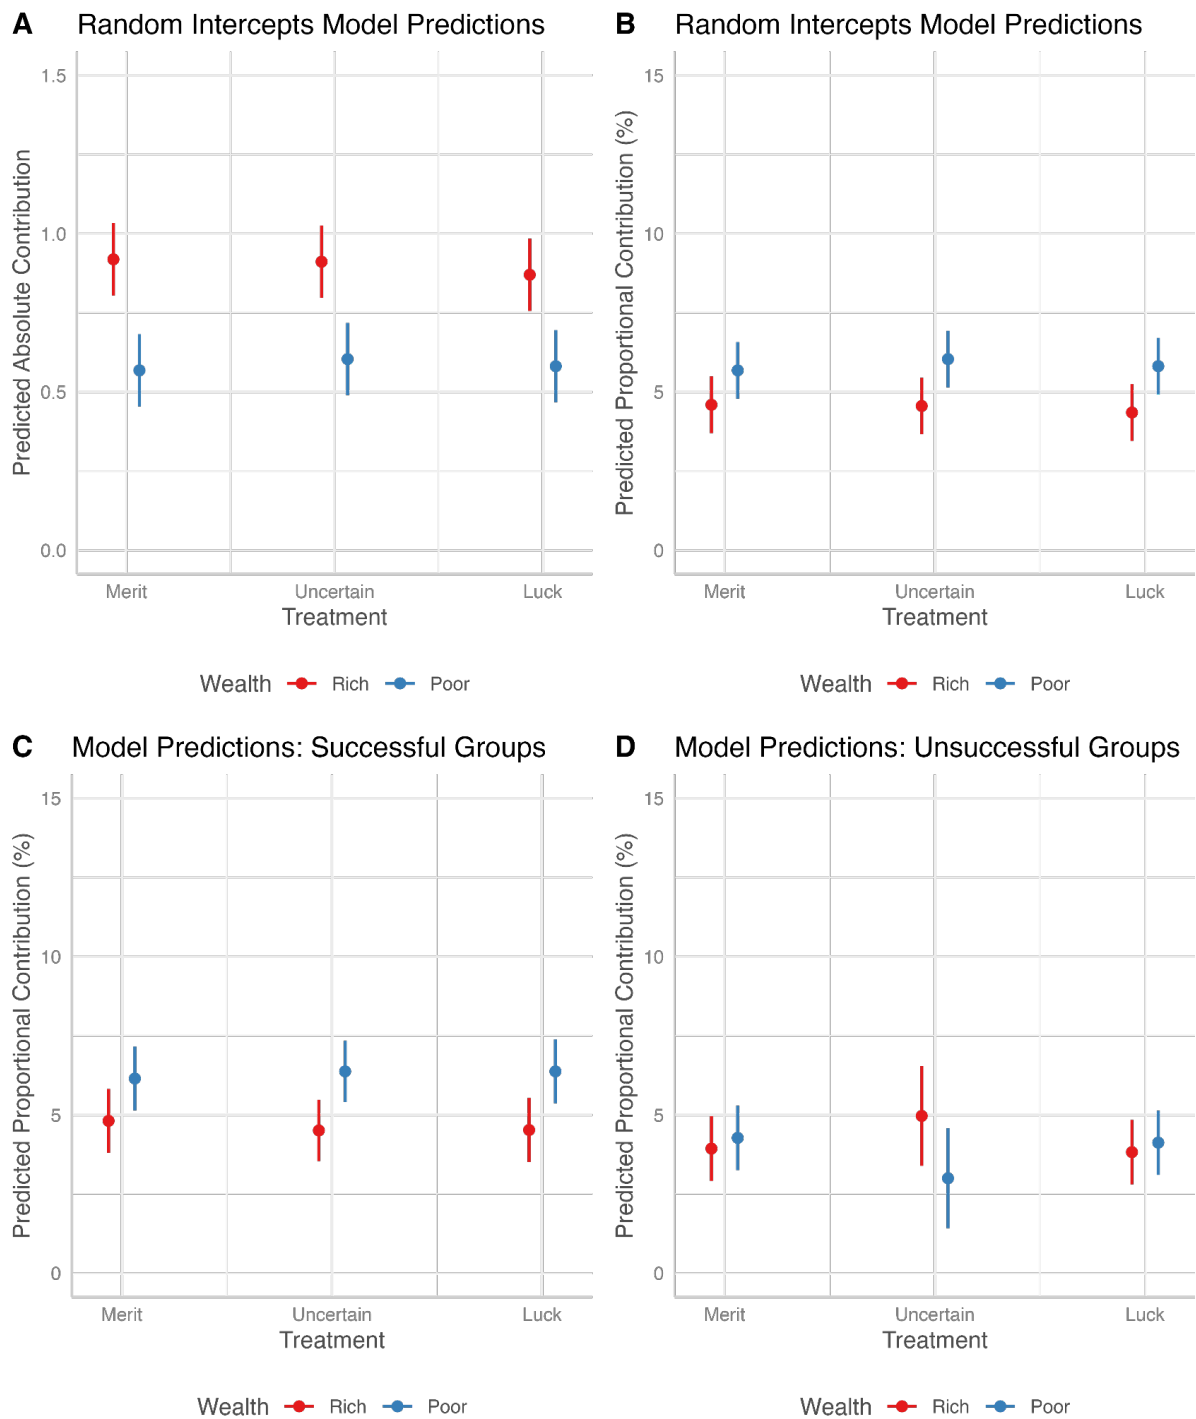 A Random Intercepts Model Predictions
Predicted Absolute Contribution
1.5
1.0
0.5
0.0
Merit Uncertain Luck
Treatment
Wealth Rich Poor
B Random Intercepts Model Predictions
Predicted Proportional Contribution (%)
15
10
5
0
Merit Uncertain Luck
Treatment
Wealth Rich Poor
C Model Predictions: Successful Groups
Predicted Proportional Contribution (%)
15
10
5
0
Merit Uncertain Luck
Treatment
Wealth Rich Poor
D Model Predictions: Unsuccessful Groups
Predicted Proportional Contribution (%)
15
10
5
0
Merit Uncertain Luck
Treatment
Wealth Rich Poor